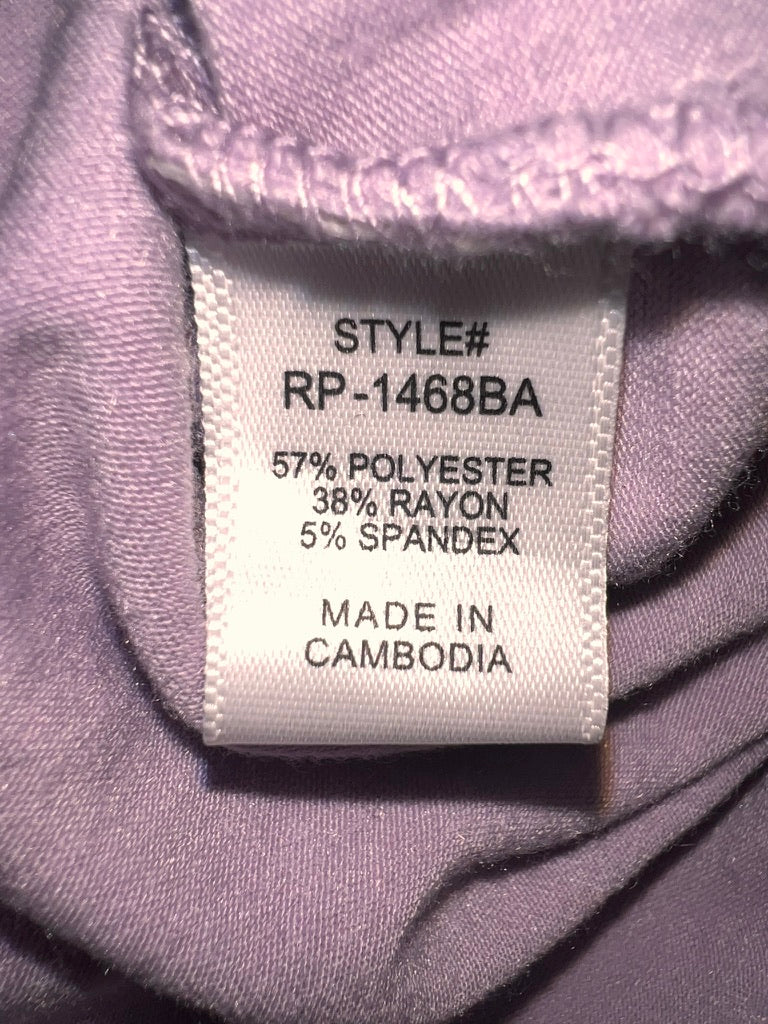 STYLE#
RP-1468BA
57% POLYESTER
38% RAYON
5% SPANDEX
MADE IN
CAMBODIA